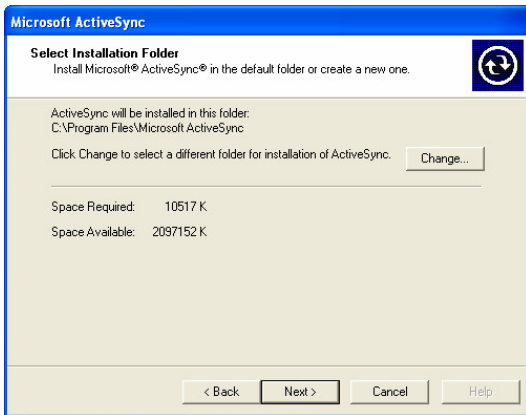 Microsoft ActiveSync
Select Installation Folder
Install Microsoft® ActiveSync® in the default folder or create a new one.
ActiveSync will be installed in this folder:
C:\Program Files\Microsoft ActiveSync
Click Change to select a different folder for installation of ActiveSync.
Change...
Space Required: 10517 K
Space Available: 2097152 K
< Back Next > Cancel Help